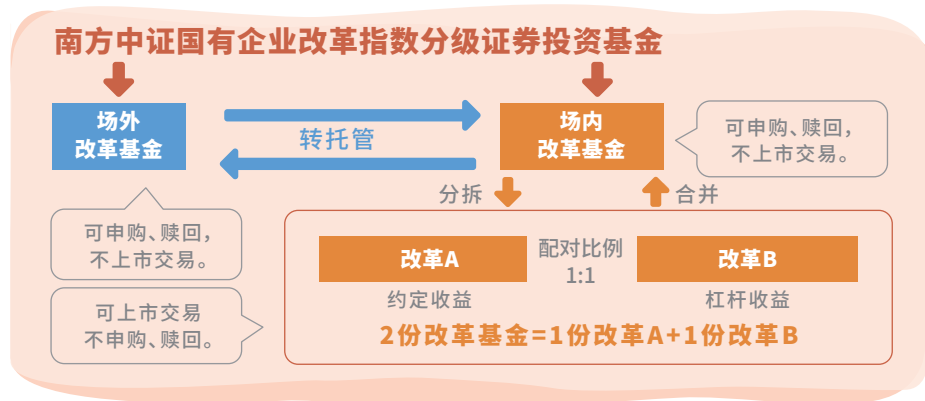 南方中证国有企业改革指数分级证券投资基金
场外
改革基金
转托管
场内
改革基金
可申购、赎回，
不上市交易。
分拆
合并
可申购、赎回，
不上市交易。
可上市交易
不申购、赎回。
改革A
配对比例
1:1
改革B
约定收益
杠杆收益
2份改革基金=1份改革A+1份改革B